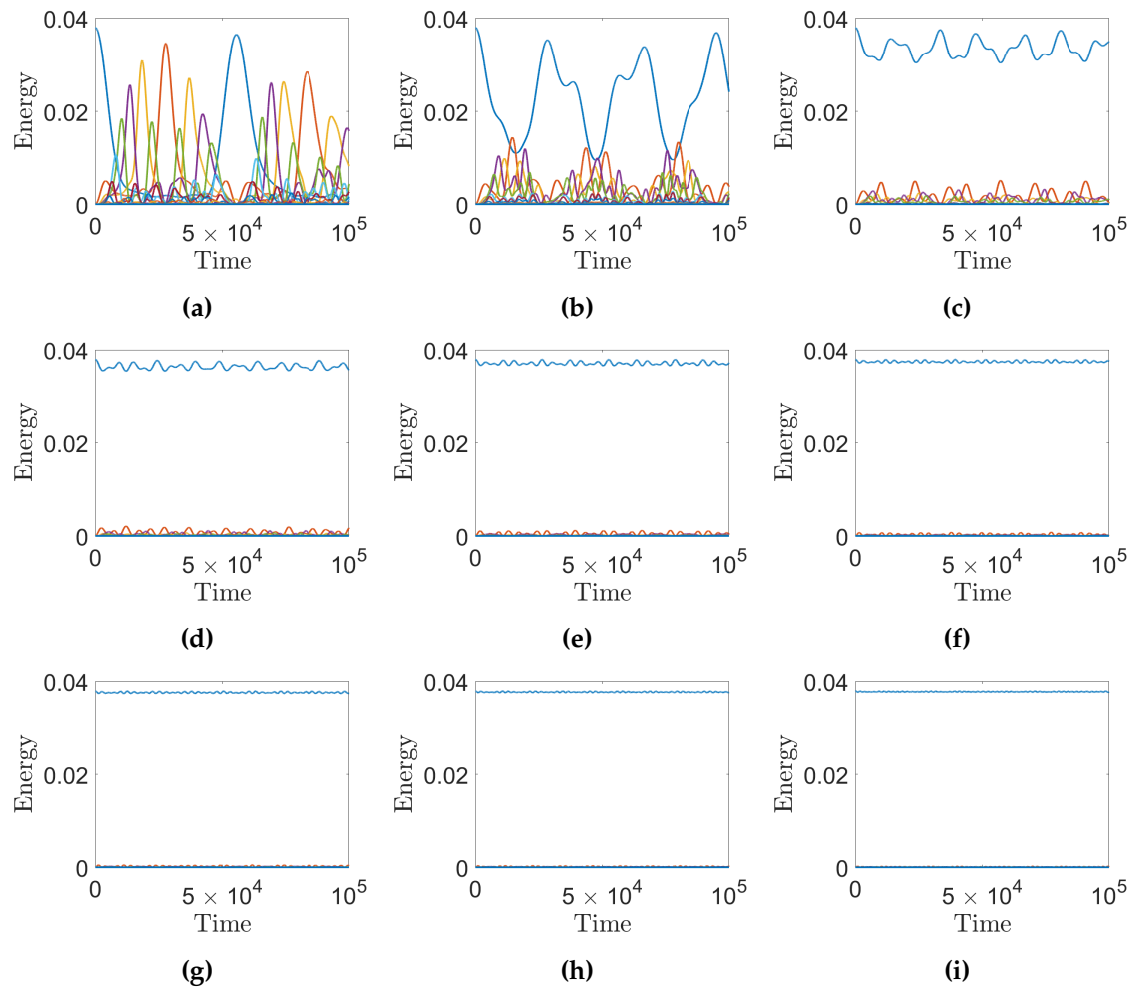 0.04 0.04 0.04
Energy Energy Energy
0.02 0.02 0.02
0 0 0
0 5 × 10^4 10^5 0 5 × 10^4 10^5 0 5 × 10^4 10^5
Time Time Time
(a) (b) (c)
0.04 0.04 0.04
Energy Energy Energy
0.02 0.02 0.02
0 0 0
0 5 × 10^4 10^5 0 5 × 10^4 10^5 0 5 × 10^4 10^5
Time Time Time
(d) (e) (f)
0.04 0.04 0.04
Energy Energy Energy
0.02 0.02 0.02
0 0 0
0 5 × 10^4 10^5 0 5 × 10^4 10^5 0 5 × 10^4 10^5
Time Time Time
(g) (h) (i)